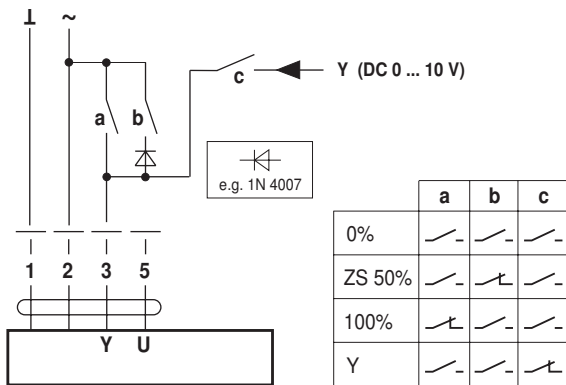 ⊥ ~
Y (DC 0 ... 10 V)
c
a b
e.g. 1N 4007
1 2 3 5
Y U
a b c
0%
ZS 50%
100%
Y